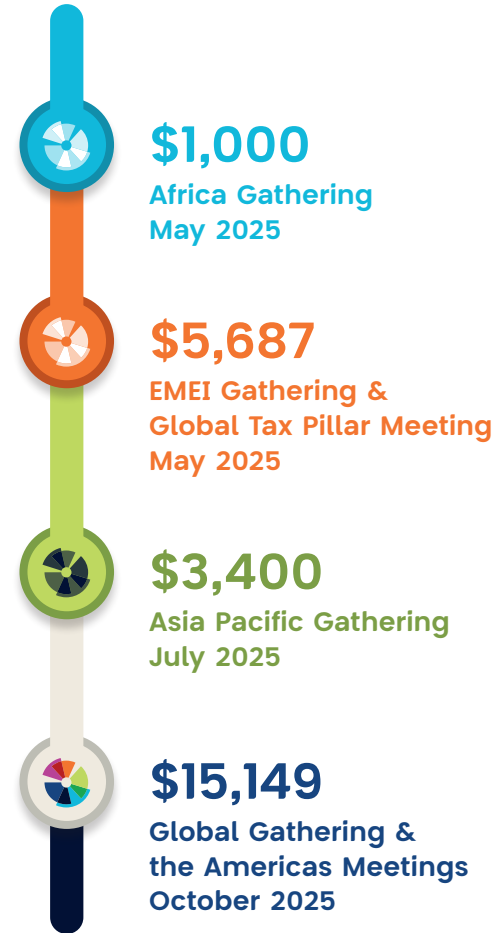 $1,000
Africa Gathering
May 2025
$5,687
EMEI Gathering &
Global Tax Pillar Meeting
May 2025
$3,400
Asia Pacific Gathering
July 2025
$15,149
Global Gathering &
the Americas Meetings
October 2025